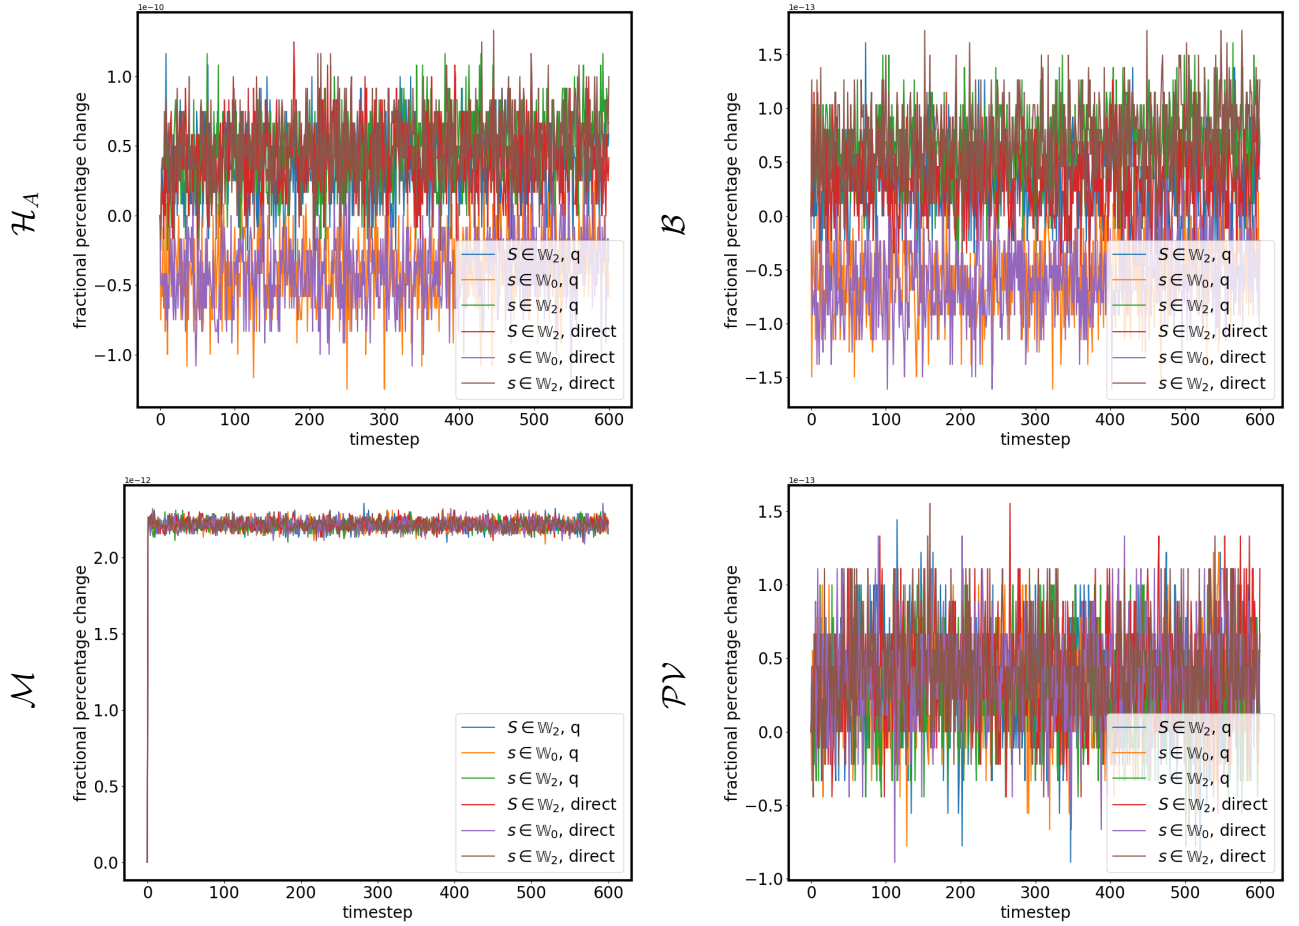 1e−10
1.0
0.5
0.0
−0.5
−1.0
fractional percentage change
ℋ_A
0 100 200 300 400 500 600
timestep
S ∈ 𝕎₂, q
s ∈ 𝕎₀, q
s ∈ 𝕎₂, q
S ∈ 𝕎₂, direct
s ∈ 𝕎₀, direct
s ∈ 𝕎₂, direct
1e−13
1.5
1.0
0.5
0.0
−0.5
−1.0
−1.5
fractional percentage change
ℬ
0 100 200 300 400 500 600
timestep
S ∈ 𝕎₂, q
s ∈ 𝕎₀, q
s ∈ 𝕎₂, q
S ∈ 𝕎₂, direct
s ∈ 𝕎₀, direct
s ∈ 𝕎₂, direct
1e−12
2.0
1.5
1.0
0.5
0.0
fractional percentage change
ℳ
0 100 200 300 400 500 600
timestep
S ∈ 𝕎₂, q
s ∈ 𝕎₀, q
s ∈ 𝕎₂, q
S ∈ 𝕎₂, direct
s ∈ 𝕎₀, direct
s ∈ 𝕎₂, direct
1e−13
1.5
1.0
0.5
0.0
−0.5
−1.0
fractional percentage change
𝒫𝒱
0 100 200 300 400 500 600
timestep
S ∈ 𝕎₂, q
s ∈ 𝕎₀, q
s ∈ 𝕎₂, q
S ∈ 𝕎₂, direct
s ∈ 𝕎₀, direct
s ∈ 𝕎₂, direct